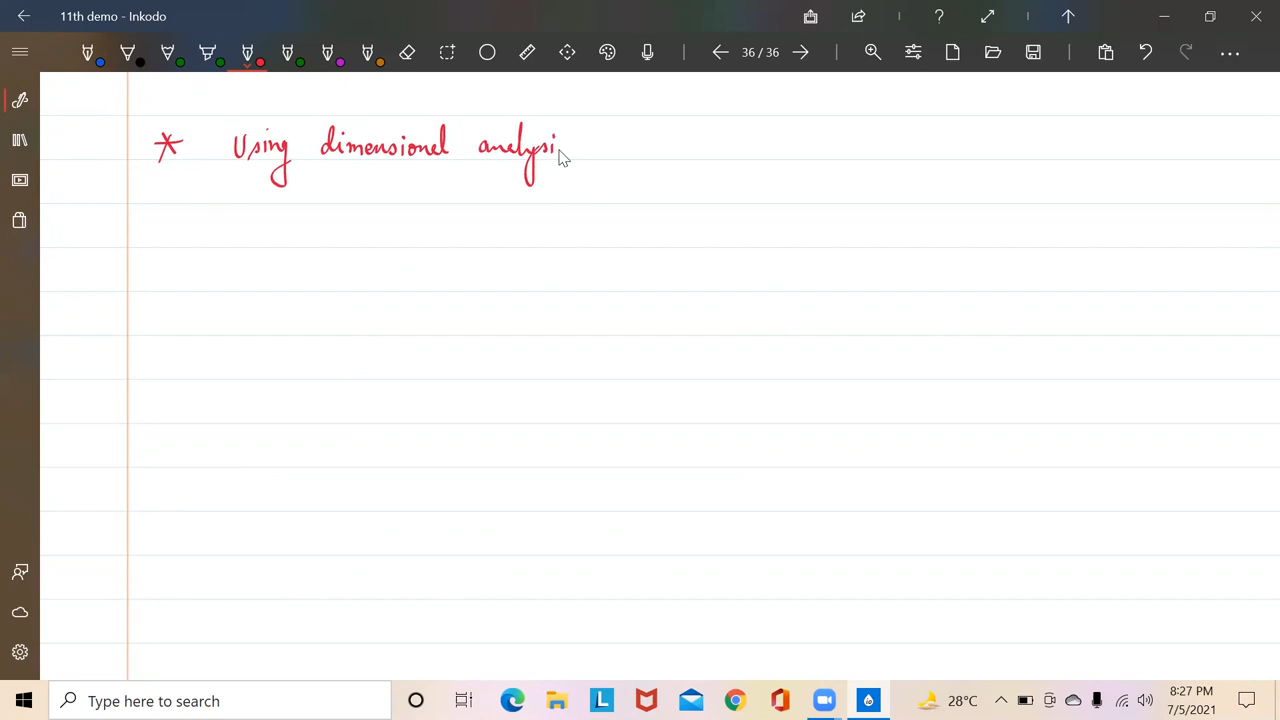 11th demo - Inkodo
36 / 36
* Using dimensional analysi
Type here to search
28°C
8:27 PM
7/5/2021